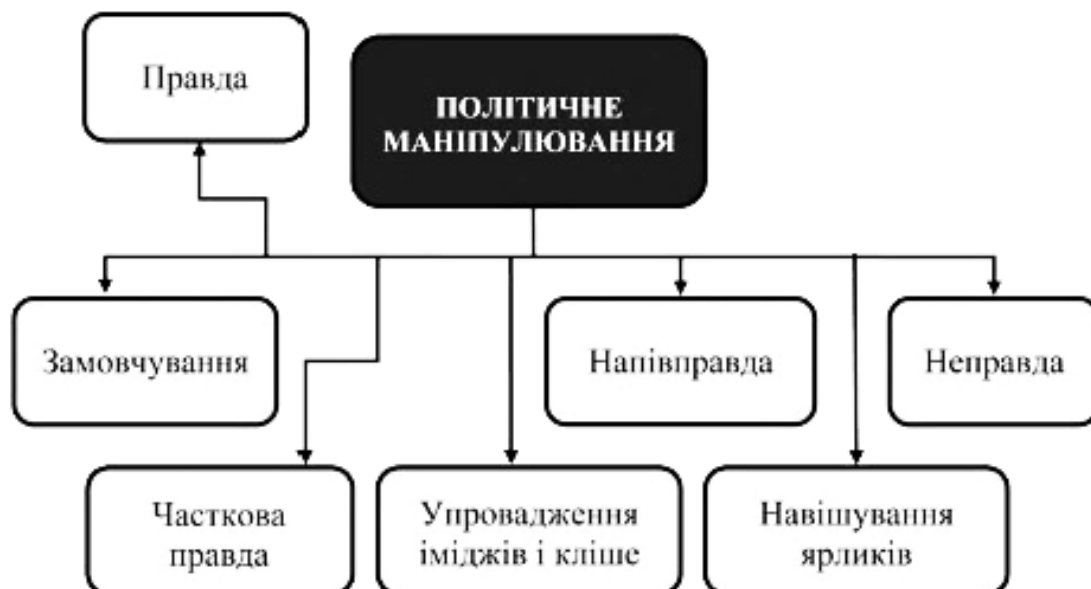 Правда
ПОЛІТИЧНЕ
МАНІПУЛЮВАННЯ
Замовчування
Напівправда
Неправда
Часткова
правда
Упровадження
іміджів і кліше
Навішування
ярликів